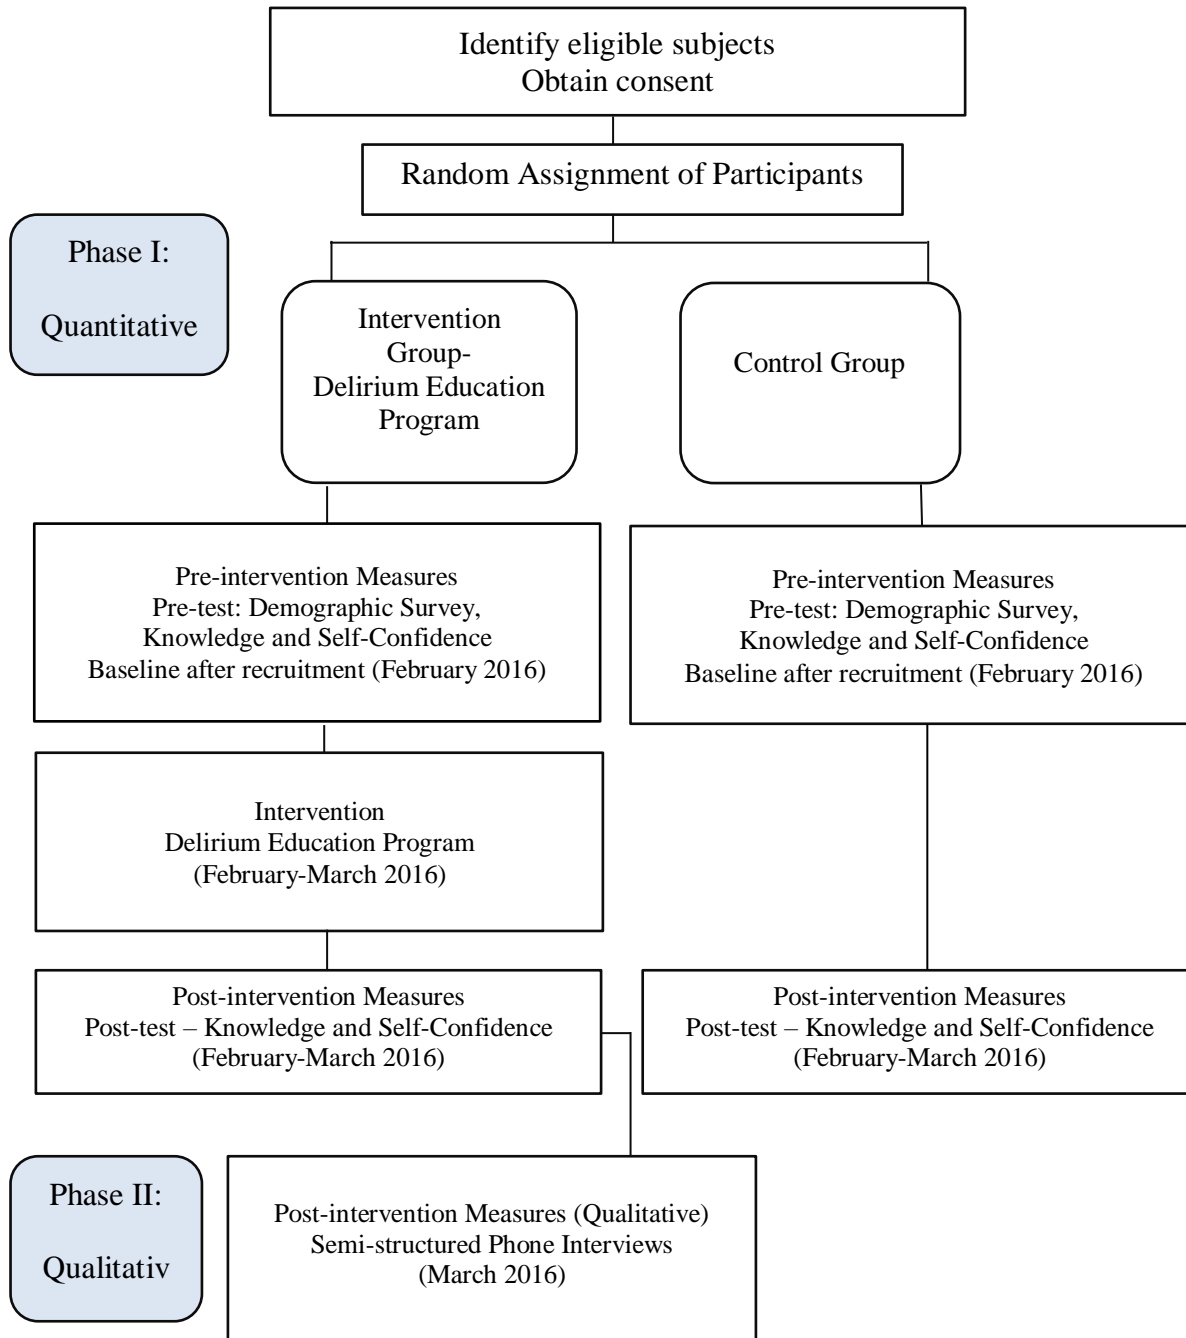 Identify eligible subjects
Obtain consent
Random Assignment of Participants
Phase I:
Quantitative
Intervention
Group-
Delirium Education
Program
Control Group
Pre-intervention Measures
Pre-test: Demographic Survey,
Knowledge and Self-Confidence
Baseline after recruitment (February 2016)
Pre-intervention Measures
Pre-test: Demographic Survey,
Knowledge and Self-Confidence
Baseline after recruitment (February 2016)
Intervention
Delirium Education Program
(February-March 2016)
Post-intervention Measures
Post-test – Knowledge and Self-Confidence
(February-March 2016)
Post-intervention Measures
Post-test – Knowledge and Self-Confidence
(February-March 2016)
Phase II:
Qualitativ
Post-intervention Measures (Qualitative)
Semi-structured Phone Interviews
(March 2016)